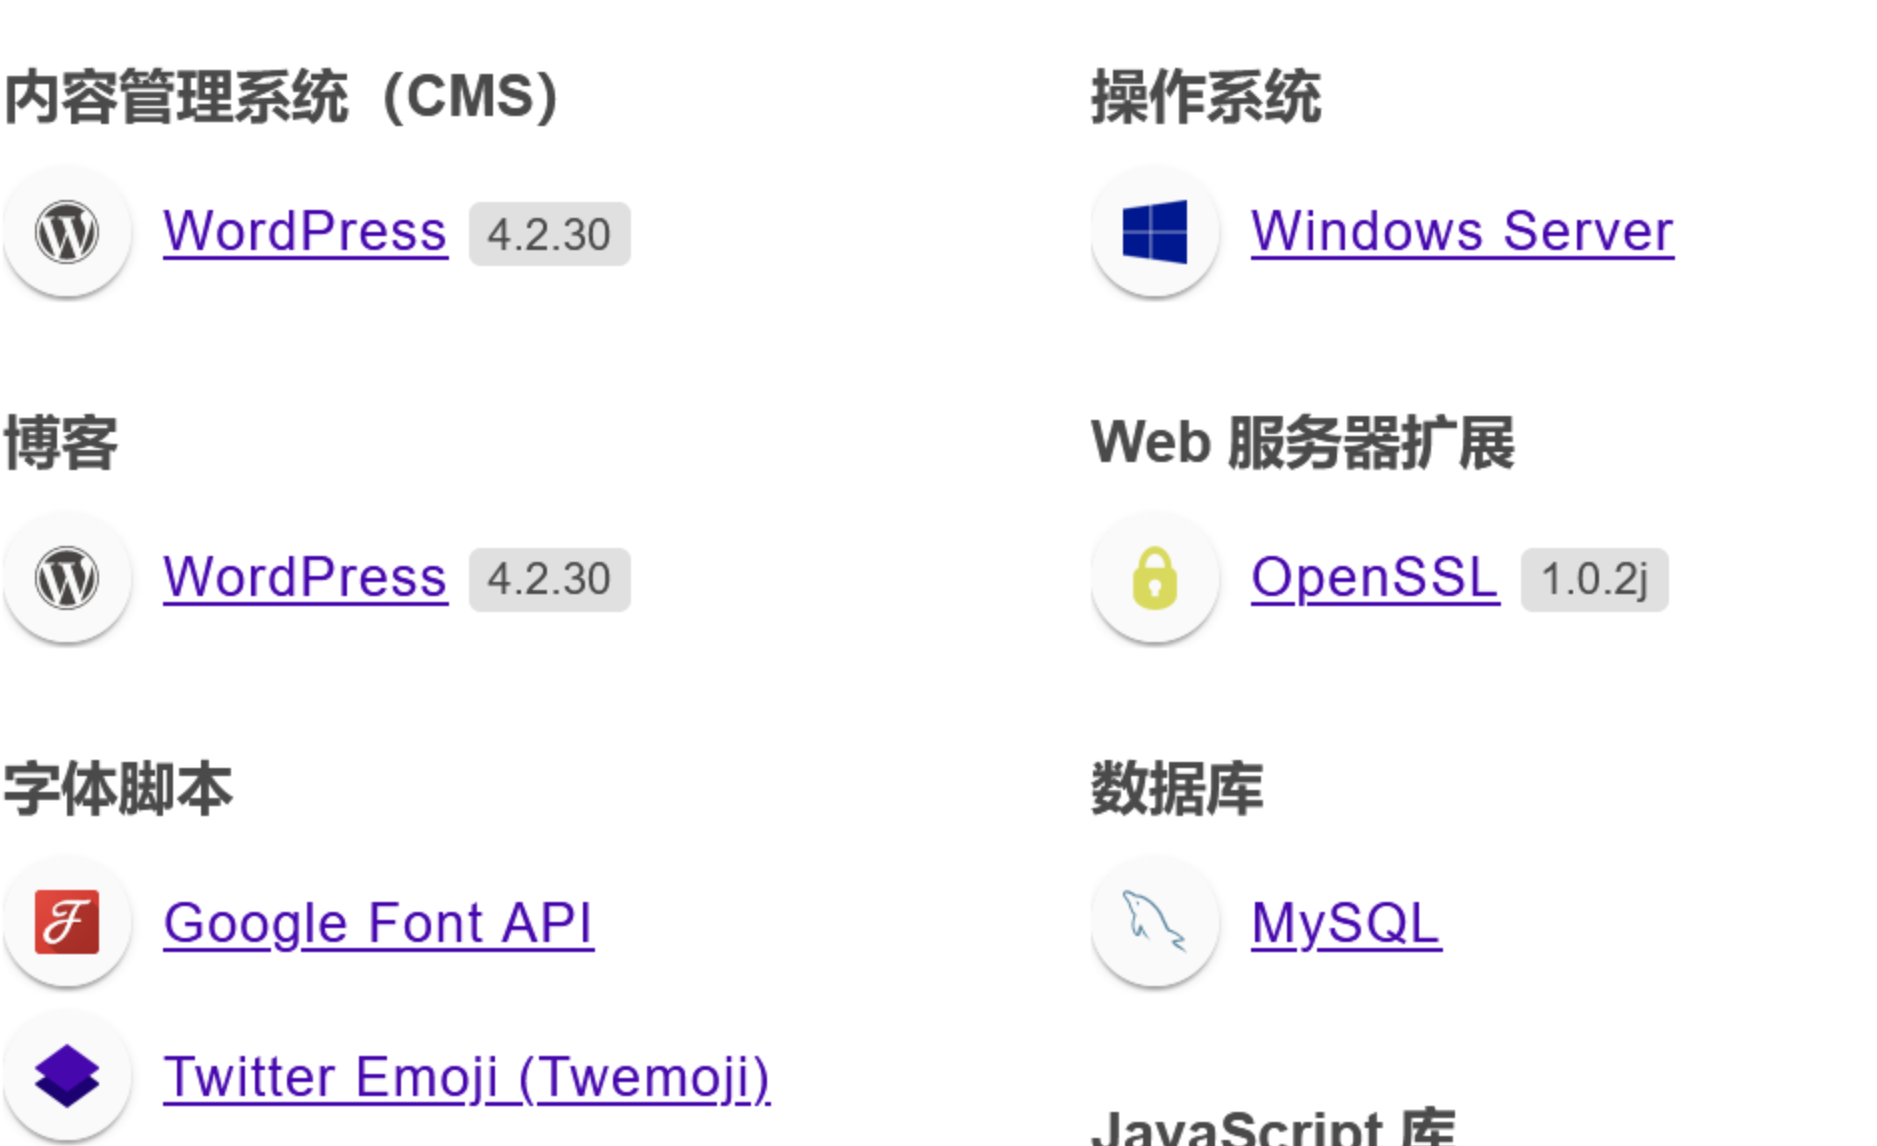 内容管理系统（CMS）
WordPress 4.2.30
博客
WordPress 4.2.30
字体脚本
Google Font API
Twitter Emoji (Twemoji)
操作系统
Windows Server
Web 服务器扩展
OpenSSL 1.0.2j
数据库
MySQL
JavaScript 库